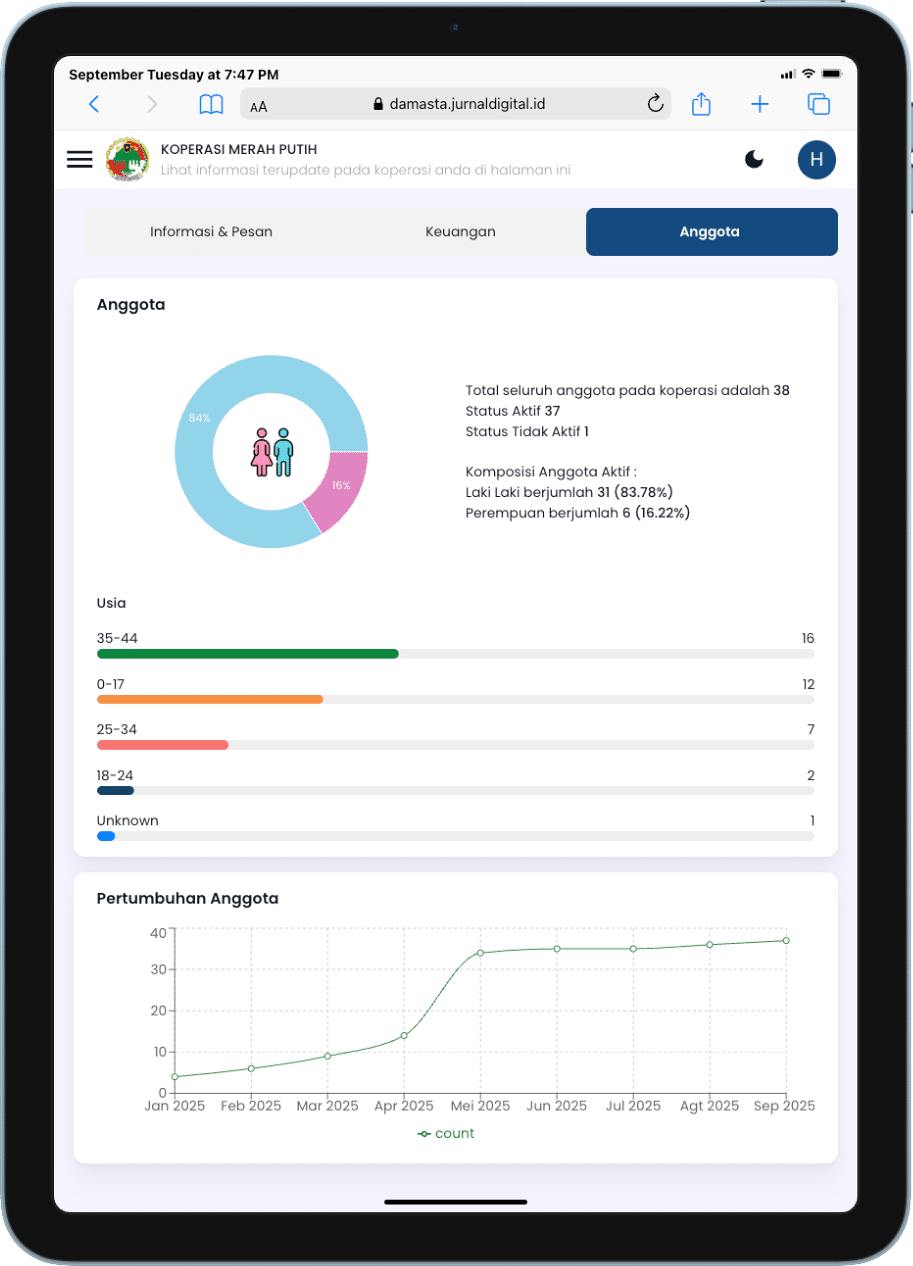 September Tuesday at 7:47 PM
AA
damasta.jurnaldigital.id
KOPERASI MERAH PUTIH
Lihat informasi terupdate pada koperasi anda di halaman ini
H
Informasi & Pesan
Keuangan
Anggota
Anggota
84%
16%
Total seluruh anggota pada koperasi adalah 38
Status Aktif 37
Status Tidak Aktif 1
Komposisi Anggota Aktif :
Laki Laki berjumlah 31 (83.78%)
Perempuan berjumlah 6 (16.22%)
Usia
35-44 16
0-17 12
25-34 7
18-24 2
Unknown 1
Pertumbuhan Anggota
40
30
20
10
0
Jan 2025 Feb 2025 Mar 2025 Apr 2025 Mei 2025 Jun 2025 Jul 2025 Agt 2025 Sep 2025
count